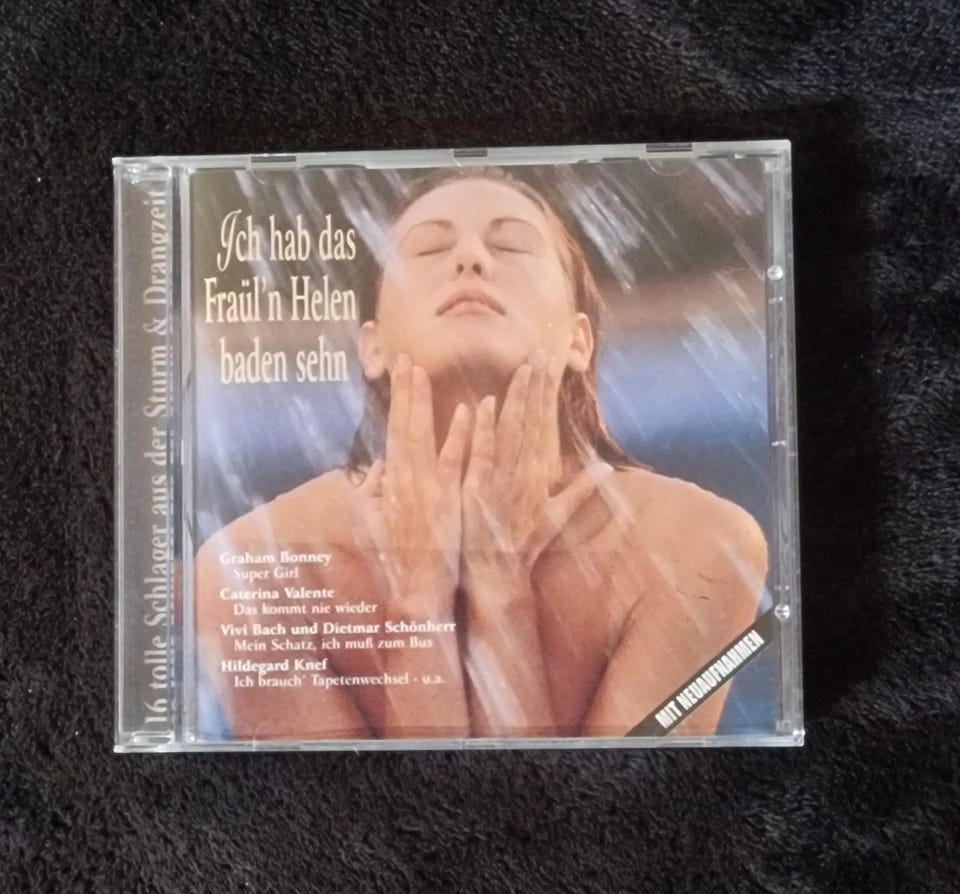 16 tolle Schlager aus der Sturm & Drangzeit
Ich hab das
Fraül'n Helen
baden sehn
Graham Bonney
Super Girl
Caterina Valente
Das kommt nie wieder
Vivi Bach und Dietmar Schönherr
Mein Schatz, ich muß zum Bus
Hildegard Knef
Ich brauch' Tapetenwechsel · u.a.
MIT NEUAUFNAHMEN